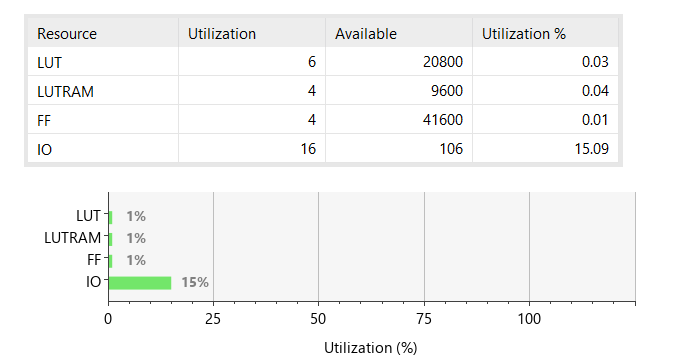 Resource Utilization Available Utilization %
LUT 6 20800 0.03
LUTRAM 4 9600 0.04
FF 4 41600 0.01
IO 16 106 15.09
LUT 1%
LUTRAM 1%
FF 1%
IO 15%
0 25 50 75 100
Utilization (%)